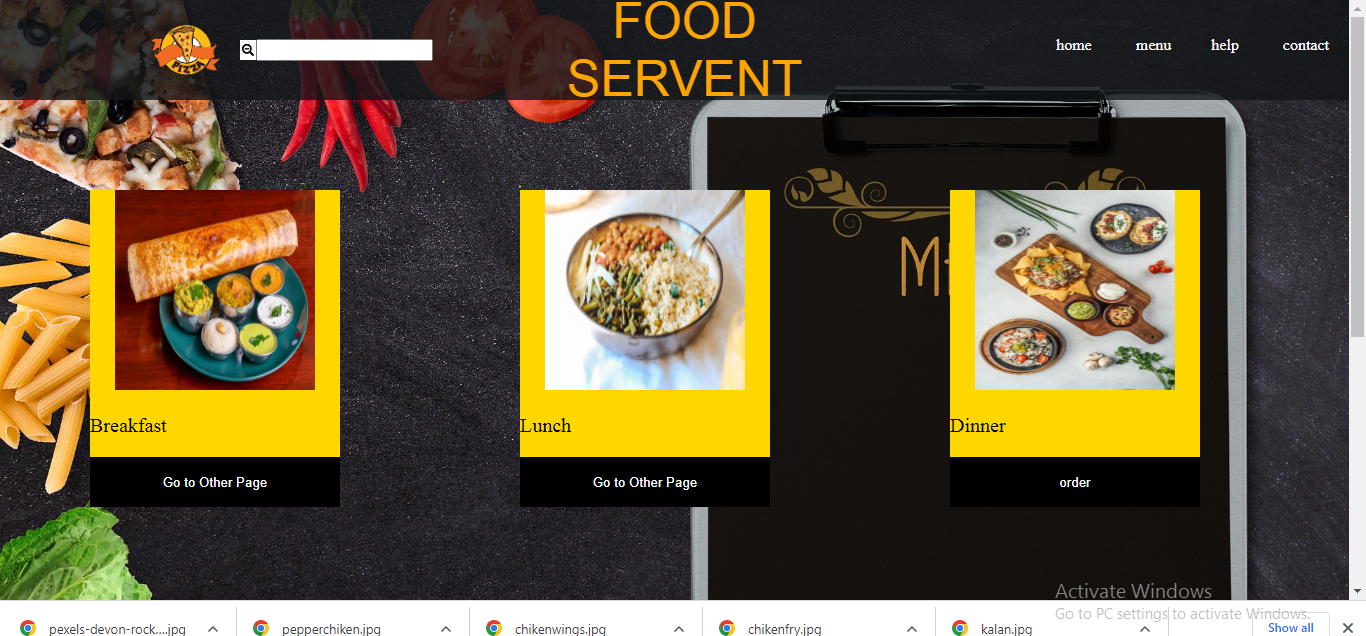 FOOD
SERVENT
home menu help contact
PIZZA
Breakfast
Lunch
Dinner
Go to Other Page
Go to Other Page
order
Activate Windows
Go to PC settings to activate Windows.
pexels-devon-rock....jpg
pepperchiken.jpg
chikenwings.jpg
chikenfry.jpg
kalan.jpg
Show all